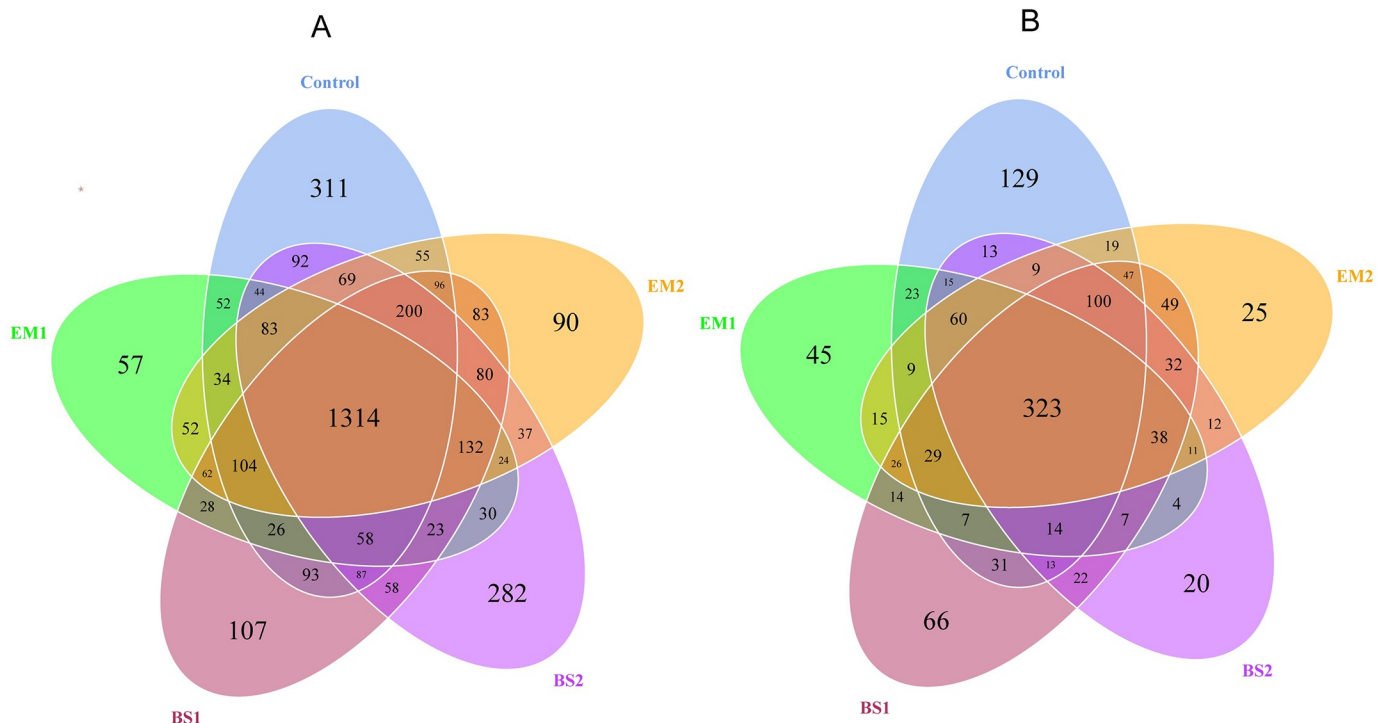 A B
Control Control
311 129
92 69 55 13 9 19
52 44 96 23 15 47
EM2 EM2
83 200 83 90 60 100 49 25
EM1 EM1
57 34 80 45 9 32
1314 323
52 37 15 12
132 38
62 104 24 26 29 11
28 26 30 14 7 4
58 23 14 7
93 87 58 282 31 13 22 20
107 66
BS2 BS2
BS1 BS1